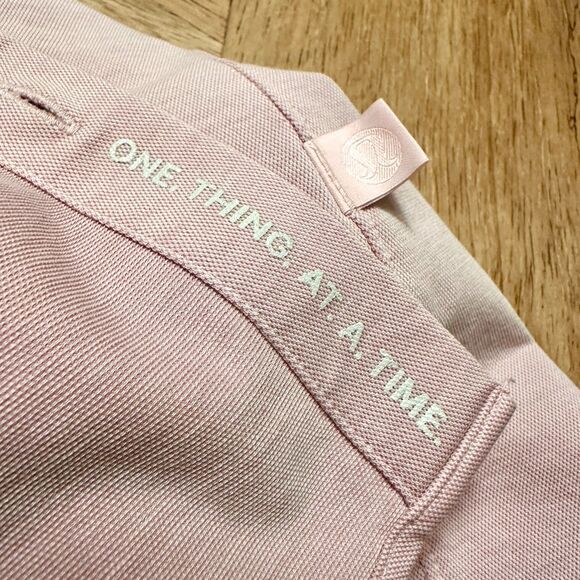 ONE. THING. AT. A. TIME.